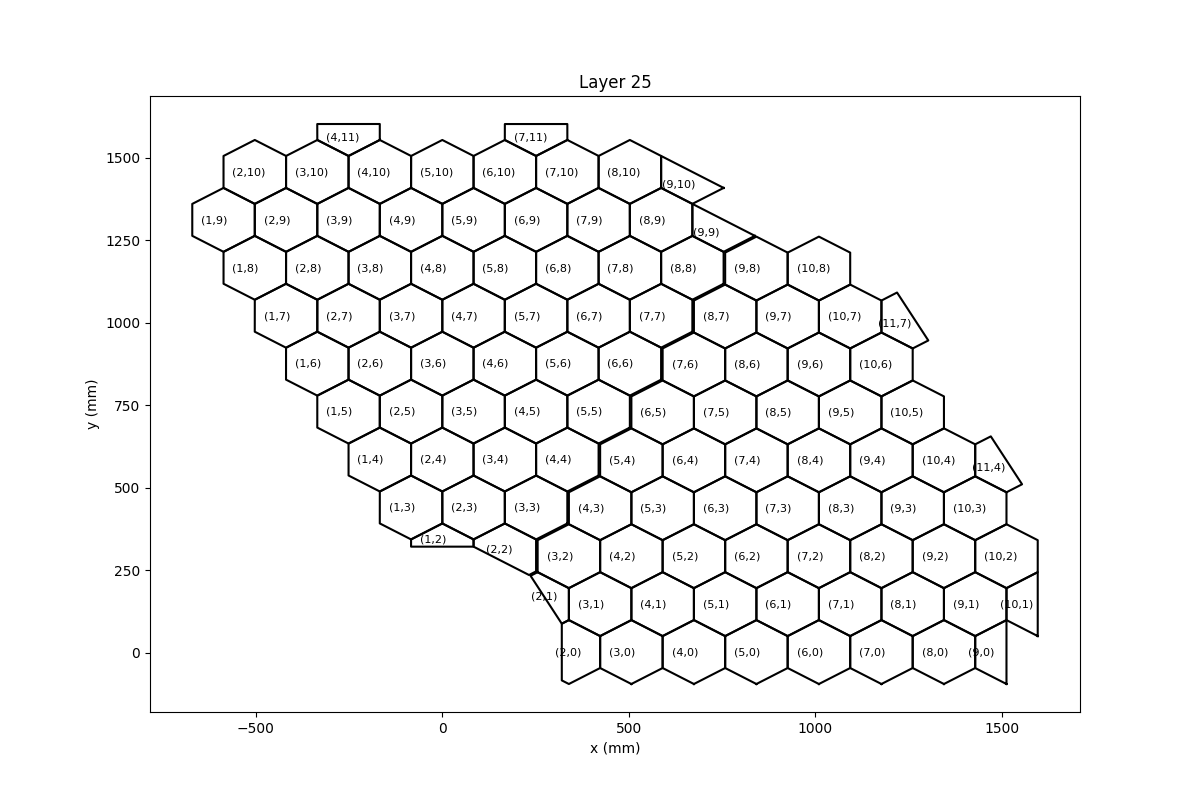 Layer 25
(4,11) (7,11)
1500
(2,10) (3,10) (4,10) (5,10) (6,10) (7,10) (8,10) (9,10)
(1,9) (2,9) (3,9) (4,9) (5,9) (6,9) (7,9) (8,9) (9,9)
1250
(1,8) (2,8) (3,8) (4,8) (5,8) (6,8) (7,8) (8,8) (9,8) (10,8)
1000
(1,7) (2,7) (3,7) (4,7) (5,7) (6,7) (7,7) (8,7) (9,7) (10,7) (11,7)
(1,6) (2,6) (3,6) (4,6) (5,6) (6,6) (7,6) (8,6) (9,6) (10,6)
750
(1,5) (2,5) (3,5) (4,5) (5,5) (6,5) (7,5) (8,5) (9,5) (10,5)
y (mm)
(1,4) (2,4) (3,4) (4,4) (5,4) (6,4) (7,4) (8,4) (9,4) (10,4) (11,4)
500
(1,3) (2,3) (3,3) (4,3) (5,3) (6,3) (7,3) (8,3) (9,3) (10,3)
(1,2) (2,2) (3,2) (4,2) (5,2) (6,2) (7,2) (8,2) (9,2) (10,2)
250
(2,1) (3,1) (4,1) (5,1) (6,1) (7,1) (8,1) (9,1) (10,1)
0
(2,0) (3,0) (4,0) (5,0) (6,0) (7,0) (8,0) (9,0)
−500 0 500 1000 1500
x (mm)